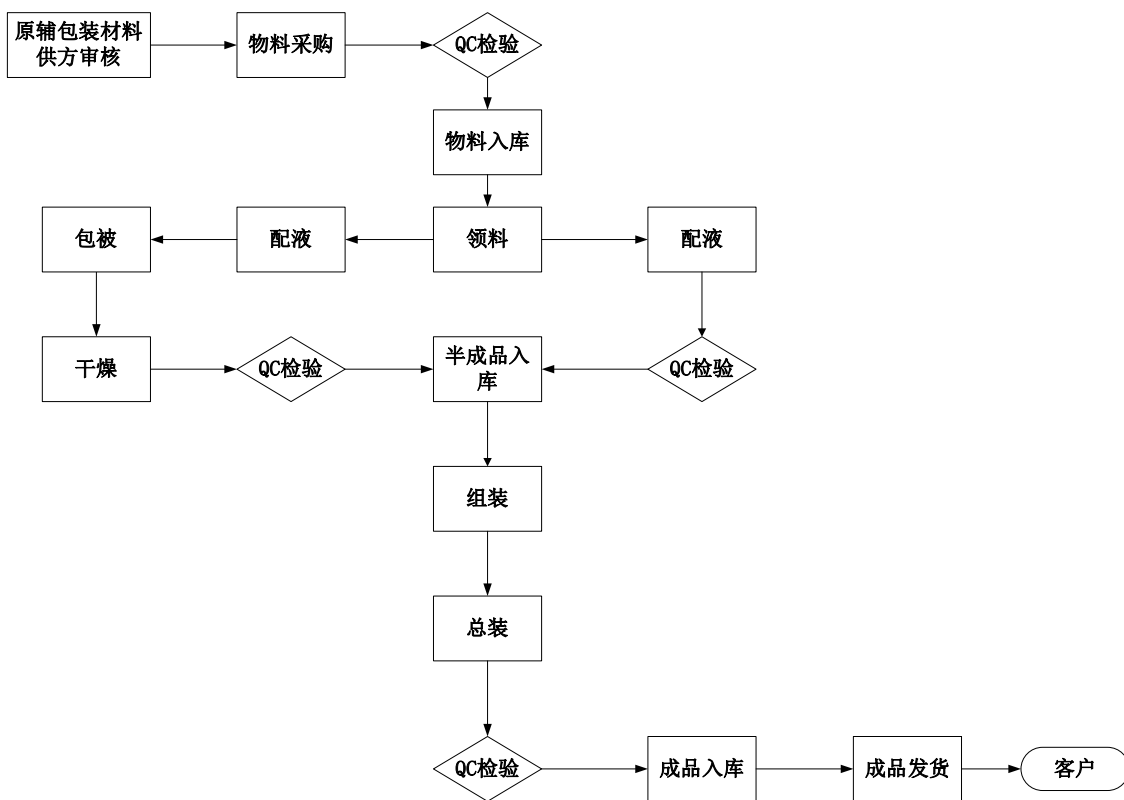 原辅包装材料
供方审核
物料采购
QC检验
物料入库
包被
配液
领料
配液
干燥
QC检验
半成品入
库
QC检验
组装
总装
QC检验
成品入库
成品发货
客户